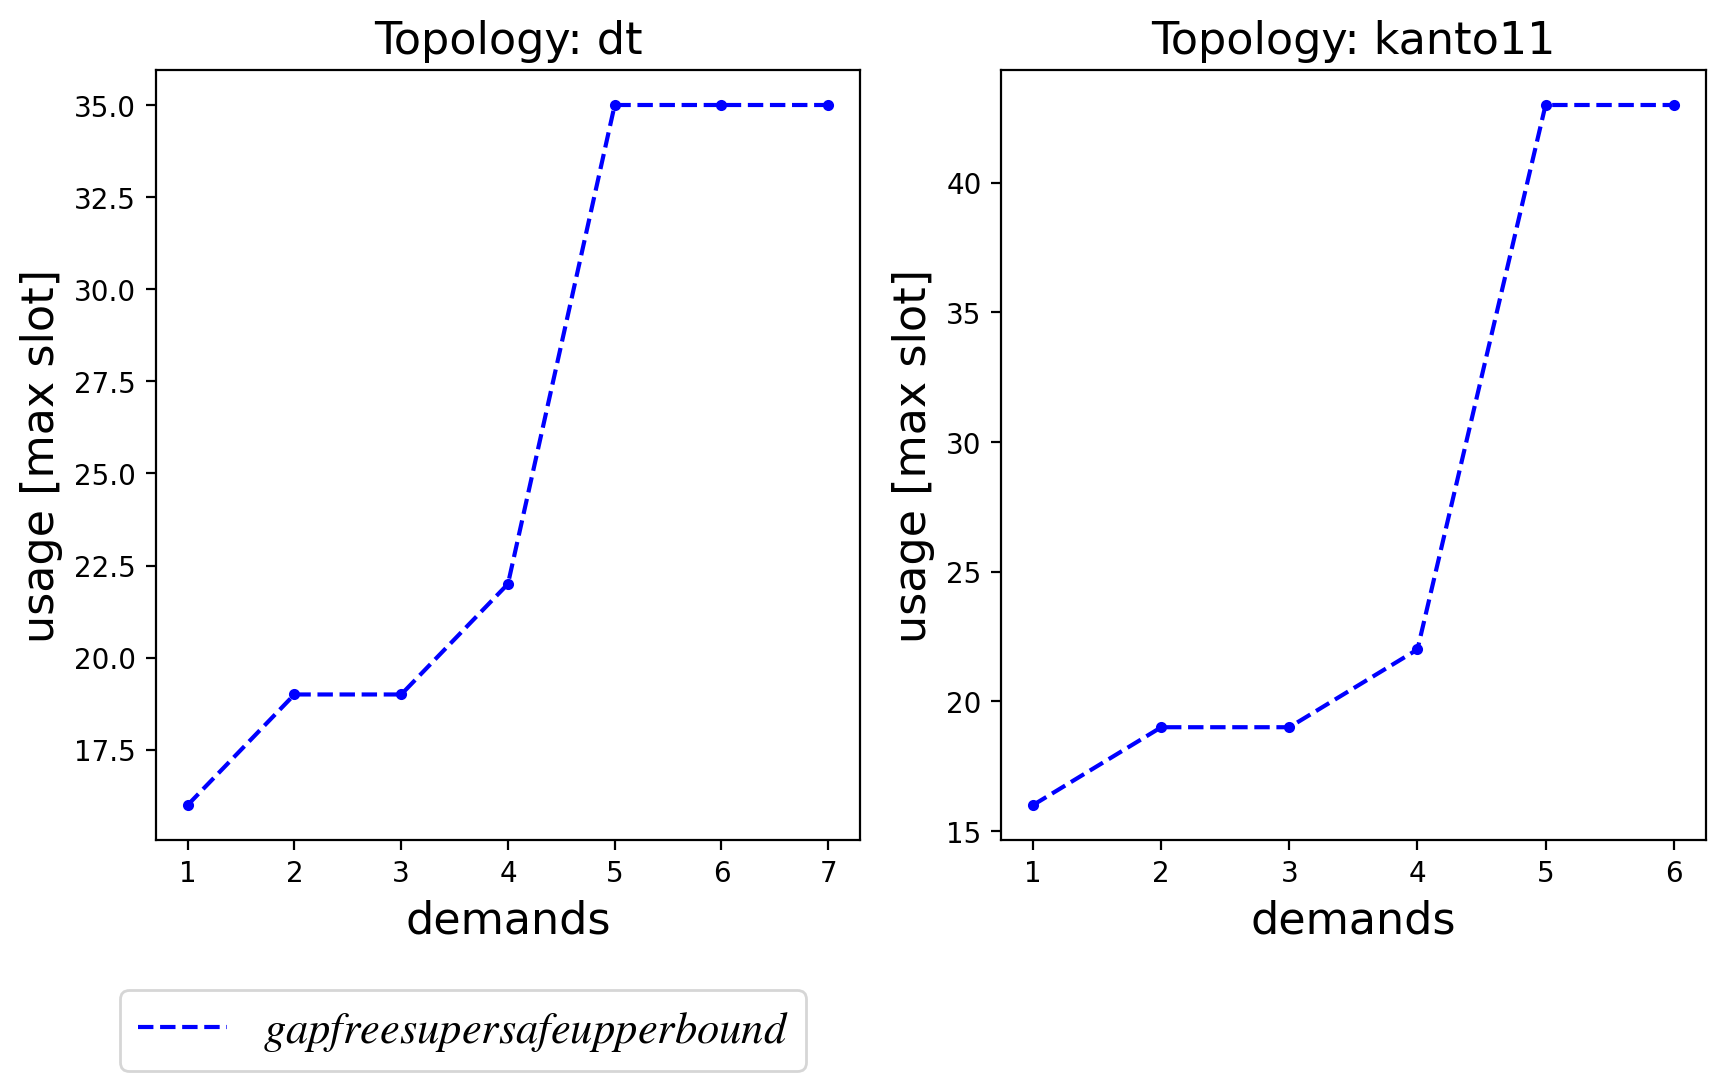 Topology: dt
usage [max slot]
35.0
32.5
30.0
27.5
25.0
22.5
20.0
17.5
1 2 3 4 5 6 7
demands
Topology: kanto11
usage [max slot]
40
35
30
25
20
15
1 2 3 4 5 6
demands
gapfreesupersafeupperbound